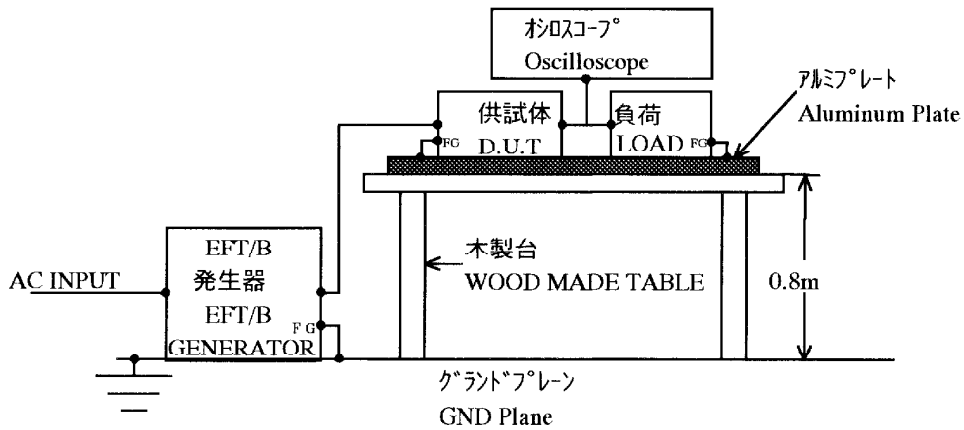 ｵｼﾛｽｺｰﾌﾟ
Oscilloscope
ｱﾙﾐﾌﾟﾚｰﾄ
Aluminum Plate
供試体
D.U.T
FG
負荷
LOAD
FG
AC INPUT
EFT/B
発生器
EFT/B
GENERATOR
F G
木製台
WOOD MADE TABLE
0.8m
ｸﾞﾗﾝﾄﾞﾌﾟﾚｰﾝ
GND Plane